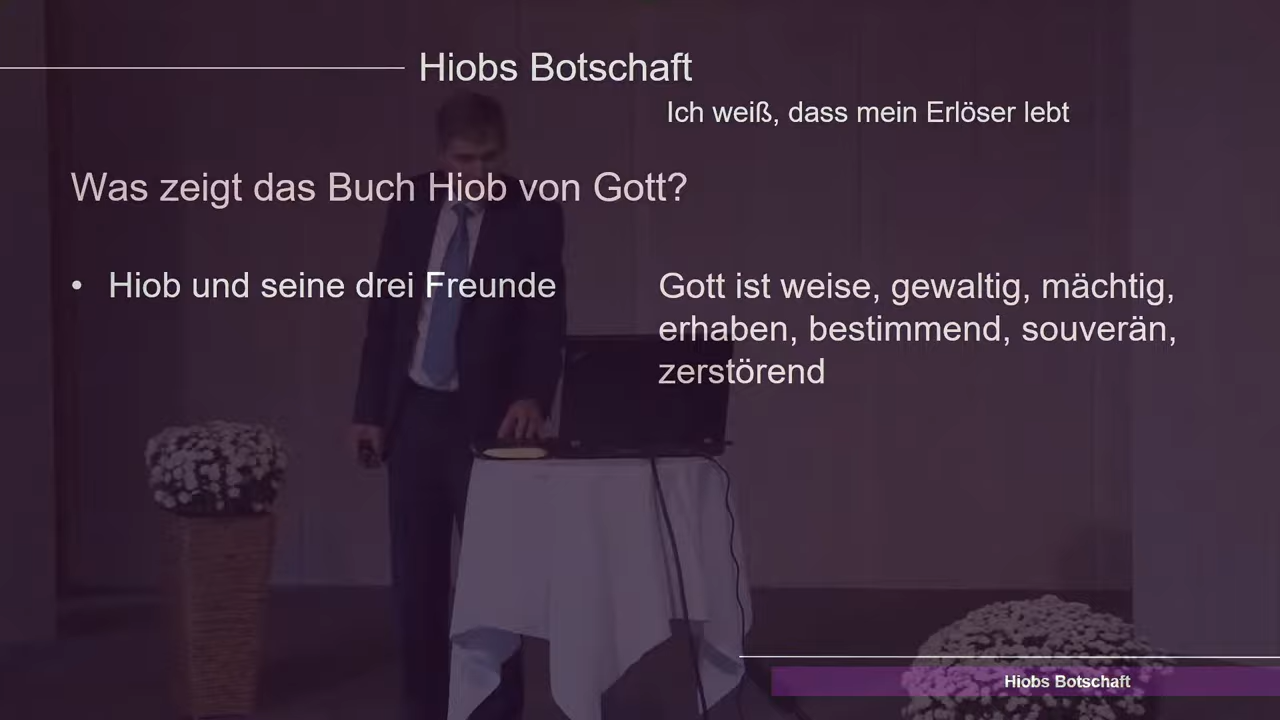 Hiobs Botschaft
Ich weiß, dass mein Erlöser lebt
Was zeigt das Buch Hiob von Gott?
• Hiob und seine drei Freunde
Gott ist weise, gewaltig, mächtig,
erhaben, bestimmend, souverän,
zerstörend
Hiobs Botschaft